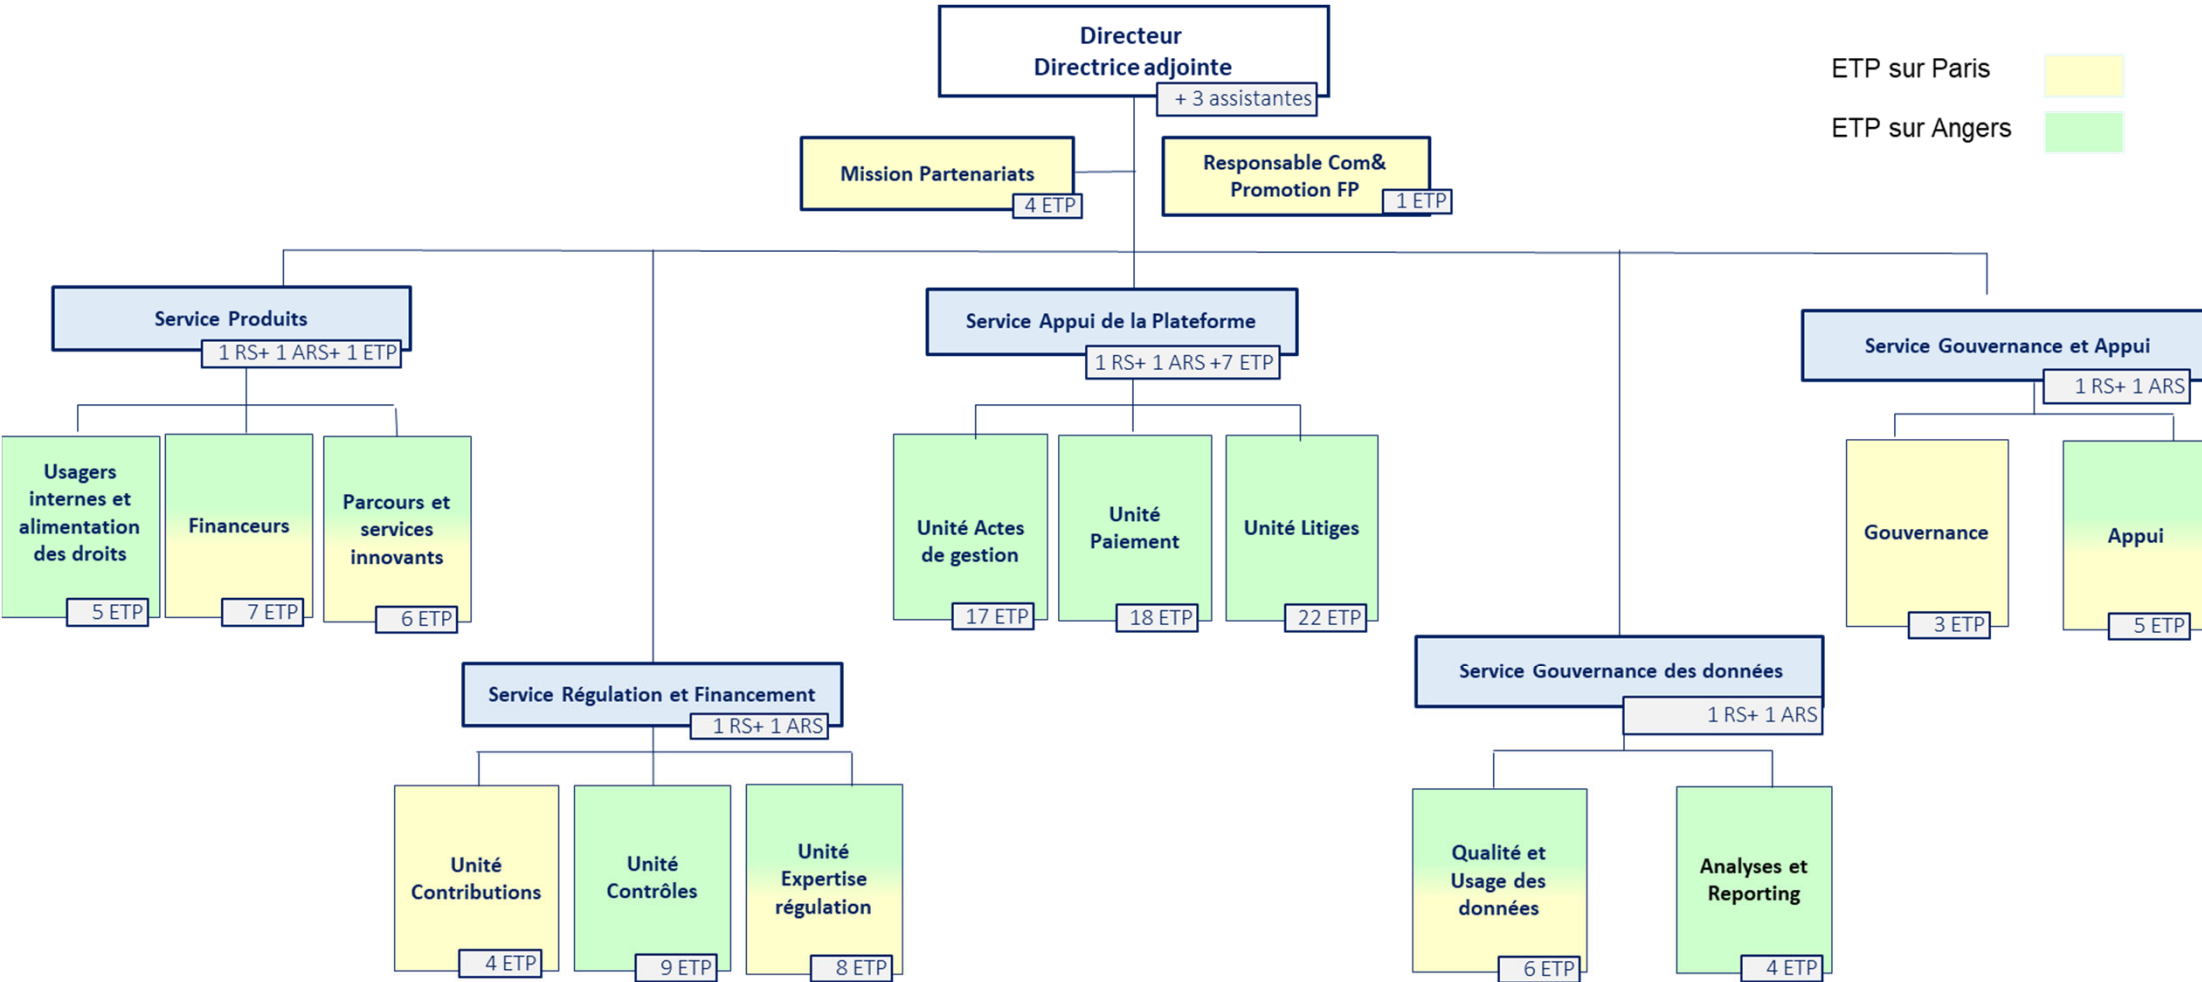 Directeur
Directrice adjointe
+ 3 assistantes
ETP sur Paris
ETP sur Angers
Mission Partenariats
4 ETP
Responsable Com&
Promotion FP
1 ETP
Service Produits
1 RS+ 1 ARS+ 1 ETP
Service Appui de la Plateforme
1 RS+ 1 ARS +7 ETP
Service Gouvernance et Appui
1 RS+ 1 ARS
Usagers
internes et
alimentation
des droits
5 ETP
Financeurs
7 ETP
Parcours et
services
innovants
6 ETP
Unité Actes
de gestion
17 ETP
Unité
Paiement
18 ETP
Unité Litiges
22 ETP
Gouvernance
3 ETP
Appui
5 ETP
Service Régulation et Financement
1 RS+ 1 ARS
Service Gouvernance des données
1 RS+ 1 ARS
Unité
Contributions
4 ETP
Unité
Contrôles
9 ETP
Unité
Expertise
régulation
8 ETP
Qualité et
Usage des
données
6 ETP
Analyses et
Reporting
4 ETP